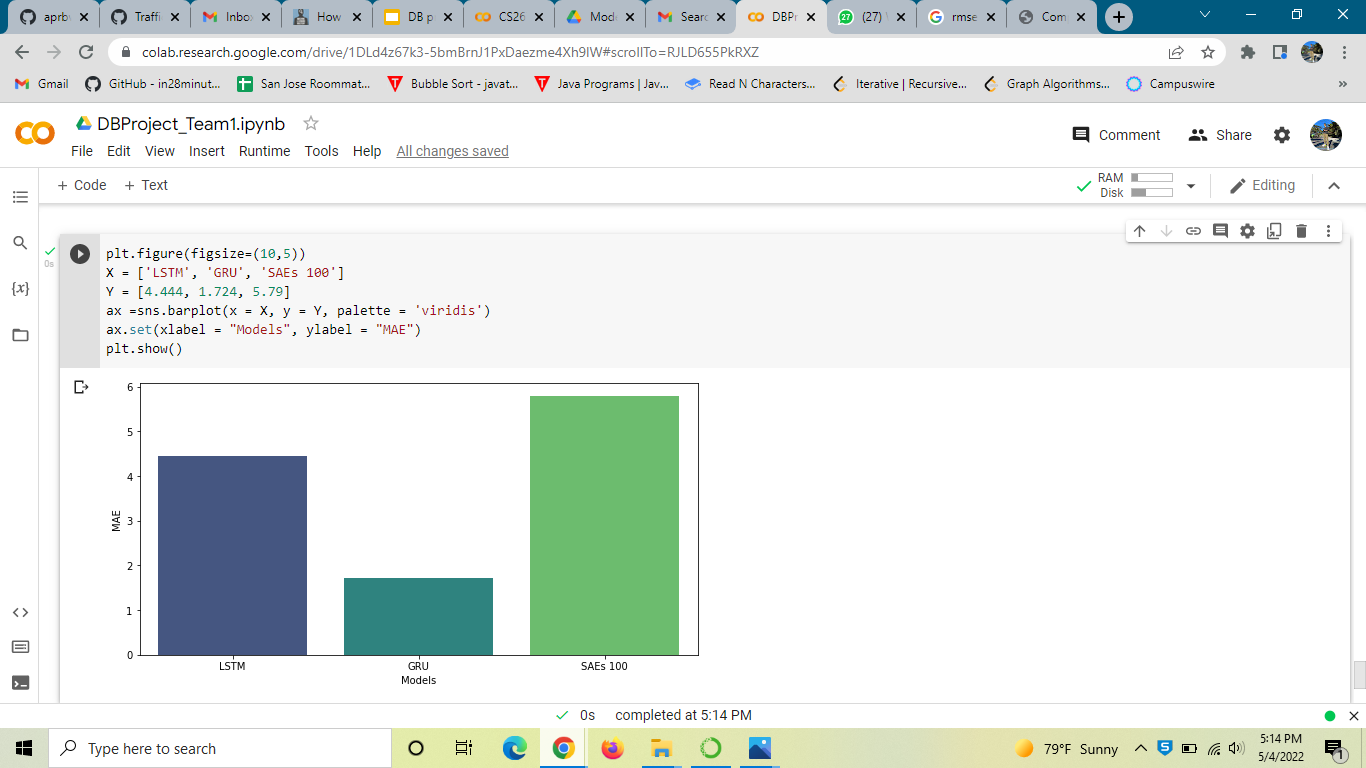 aprb
Traffi
Inbo
How
DB p
CS26
Mod
Searc
DBPr
(27)
rmse
Com
colab.research.google.com/drive/1DLd4z67k3-5bmBrnJ1PxDaezme4Xh9lW#scrollTo=RJLD655PkRXZ
Gmail
GitHub - in28minut...
San Jose Roommat...
Bubble Sort - javat...
Java Programs | Jav...
Read N Characters...
Iterative | Recursive...
Graph Algorithms...
Campuswire
»
DBProject_Team1.ipynb
Comment
Share
File Edit View Insert Runtime Tools Help All changes saved
+ Code + Text
RAM
Disk
Editing
{x}
0s
plt.figure(figsize=(10,5))
X = ['LSTM', 'GRU', 'SAEs 100']
Y = [4.444, 1.724, 5.79]
ax =sns.barplot(x = X, y = Y, palette = 'viridis')
ax.set(xlabel = "Models", ylabel = "MAE")
plt.show()
6
5
4
3
2
1
0
MAE
LSTM GRU SAEs 100
Models
0s completed at 5:14 PM
Type here to search
79°F Sunny
5:14 PM
5/4/2022
1